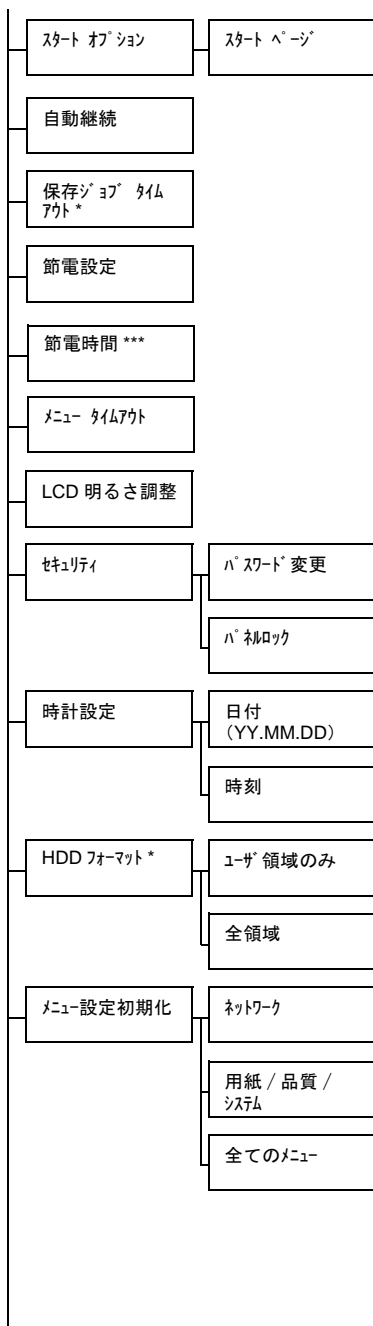 ｽﾀｰﾄ ｵﾌﾟｼｮﾝ
ｽﾀｰﾄ ﾍﾟｰｼﾞ
自動継続
保存ｼﾞｮﾌﾞ ﾀｲﾑ
ｱｳﾄ *
節電設定
節電時間 ***
ﾒﾆｭｰ ﾀｲﾑｱｳﾄ
LCD 明るさ調整
ｾｷｭﾘﾃｨ
ﾊﾟｽﾜｰﾄﾞ変更
ﾊﾟﾈﾙﾛｯｸ
時計設定
日付
（YY.MM.DD）
時刻
HDD ﾌｫｰﾏｯﾄ *
ﾕｰｻﾞ領域のみ
全領域
ﾒﾆｭｰ設定初期化
ﾈｯﾄﾜｰｸ
用紙 / 品質 /
ｼｽﾃﾑ
全てのﾒﾆｭｰ